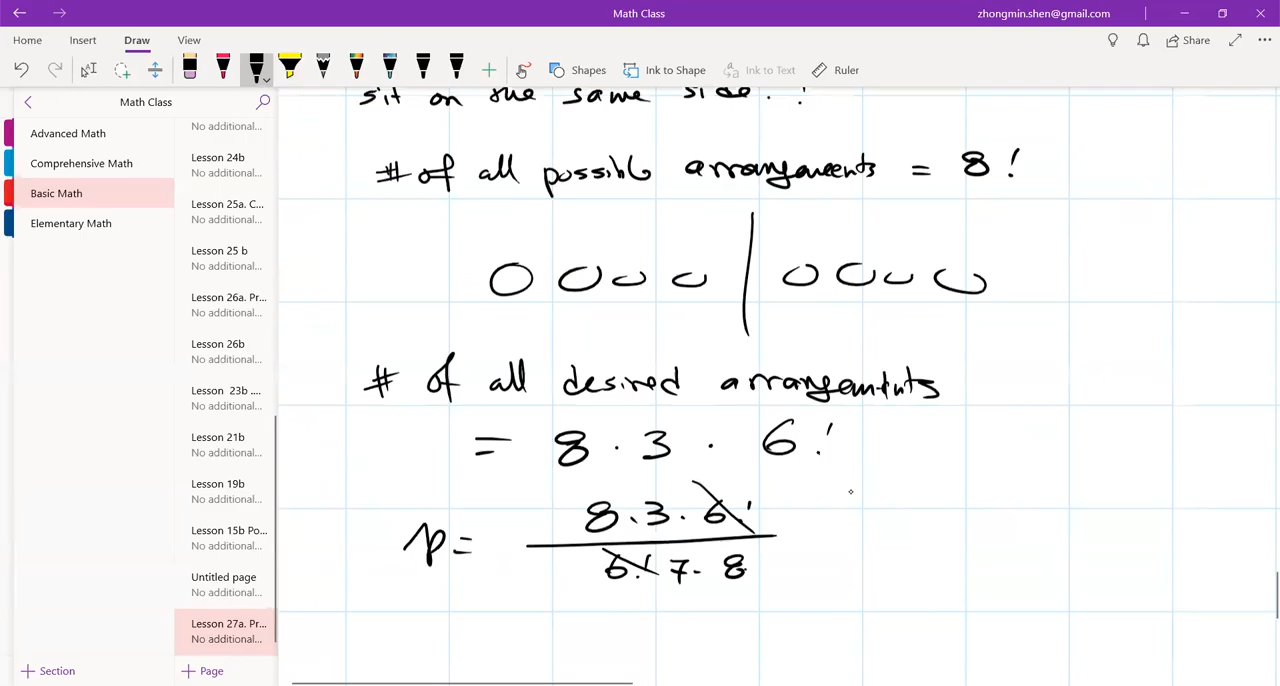 Math Class
zhongmin.shen@gmail.com
Home
Insert
Draw
View
Share
Shapes
Ink to Shape
Ink to Text
Ruler
Math Class
Advanced Math
Comprehensive Math
Basic Math
Elementary Math
Section
No additional...
Lesson 24b
No additional...
Lesson 25a. C...
No additional...
Lesson 25 b
No additional...
Lesson 26a. Pr...
No additional...
Lesson 26b
No additional...
Lesson 23b ....
No additional...
Lesson 21b
No additional...
Lesson 19b
No additional...
Lesson 15b Po...
No additional...
Untitled page
No additional...
Lesson 27a. Pr...
No additional...
Page
sit on the same side.!
# of all possible arrangements = 8!
# of all desired arrangements
= 8 · 3 · 6!
p = 8 · 3 · 6! / 6! 7 · 8